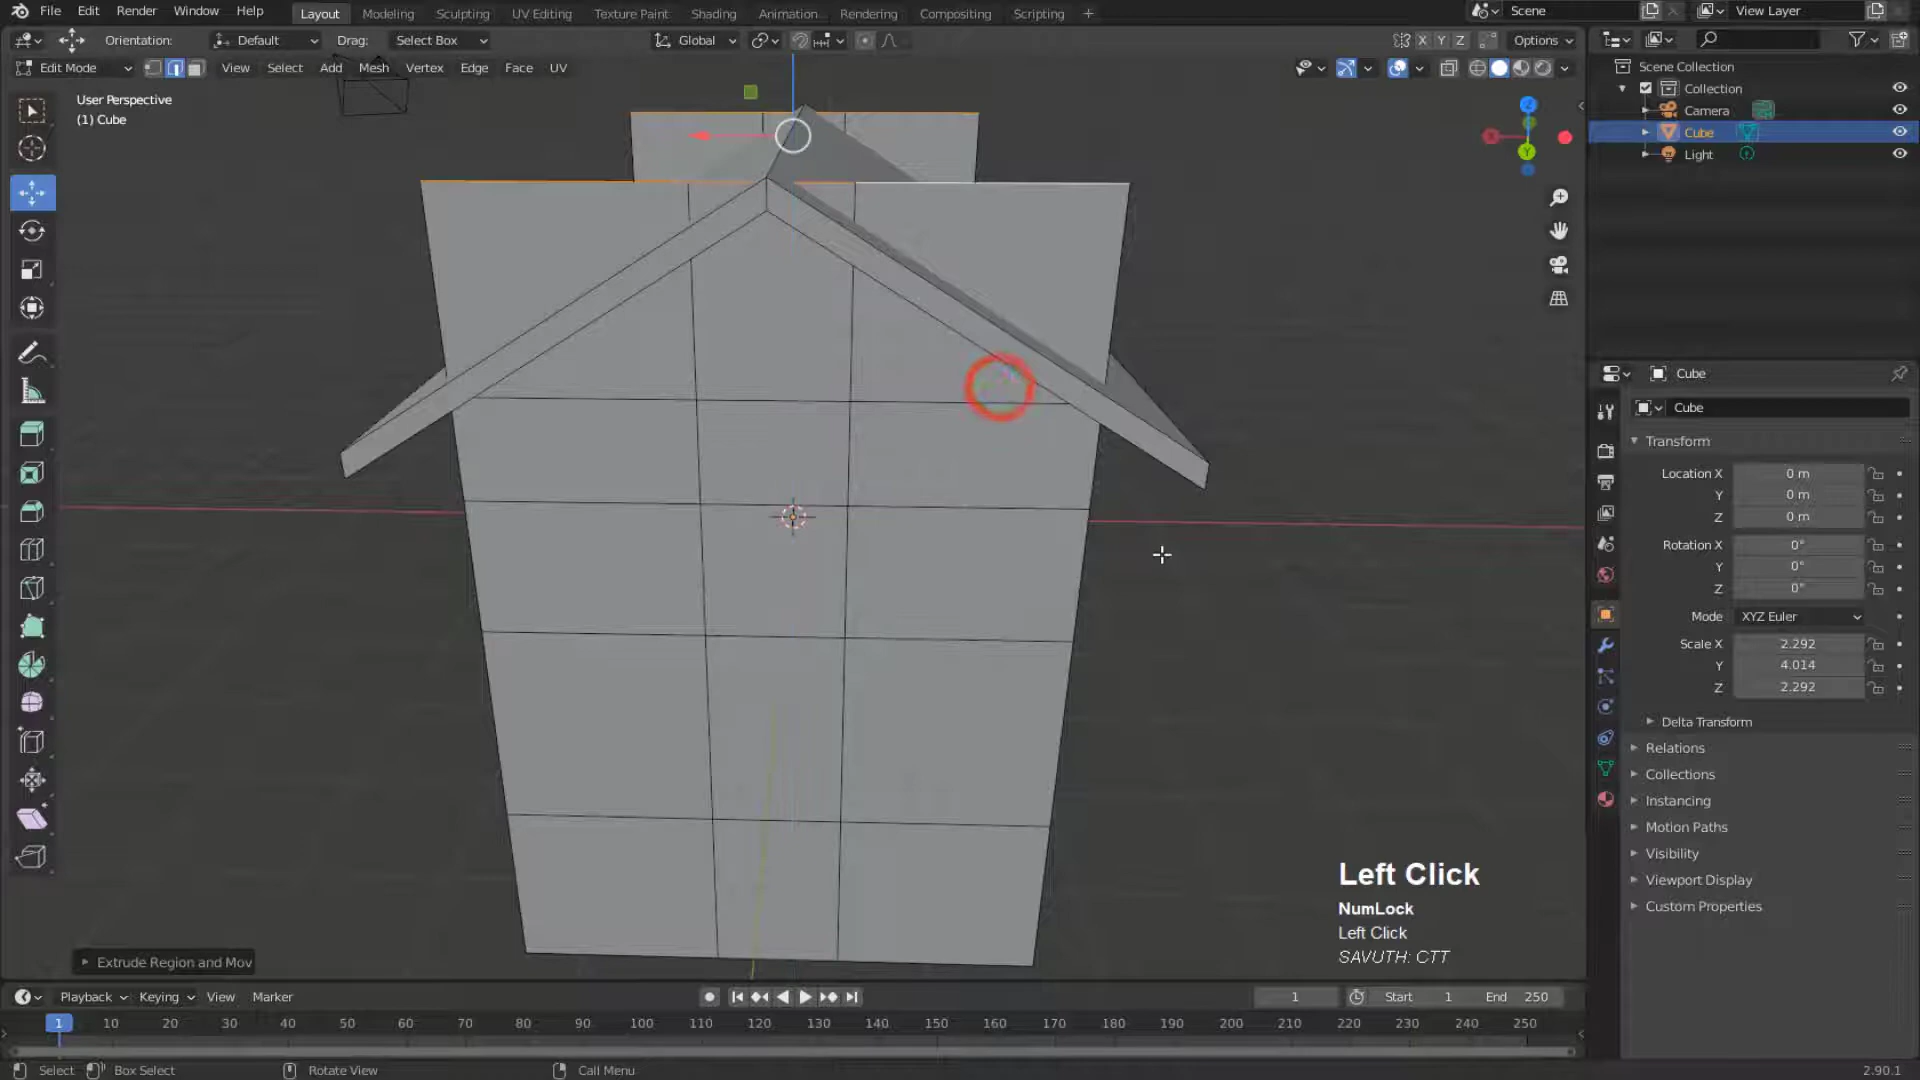 File Edit Render Window Help Layout Modeling Sculpting UV Editing Texture Paint Shading Animation Rendering Compositing Scripting + Scene View Layer
Orientation: Default Drag: Select Box Global X Y Z Options
Edit Mode View Select Add Mesh Vertex Edge Face UV
User Perspective
(1) Cube
Z
Y
Scene Collection
Collection
Camera
Cube
Light
Cube
Cube
Transform
Location X 0 m
Y 0 m
Z 0 m
Rotation X 0°
Y 0°
Z 0°
Mode XYZ Euler
Scale X 2.292
Y 4.014
Z 2.292
Delta Transform
Relations
Collections
Instancing
Motion Paths
Visibility
Viewport Display
Custom Properties
Left Click
NumLock
Left Click
SAVUTH: CTT
Extrude Region and Mov
Playback Keying View Marker 1 Start 1 End 250
1 10 20 30 40 50 60 70 80 90 100 110 120 130 140 150 160 170 180 190 200 210 220 230 240 250
Select Box Select Rotate View Call Menu 2.90.1